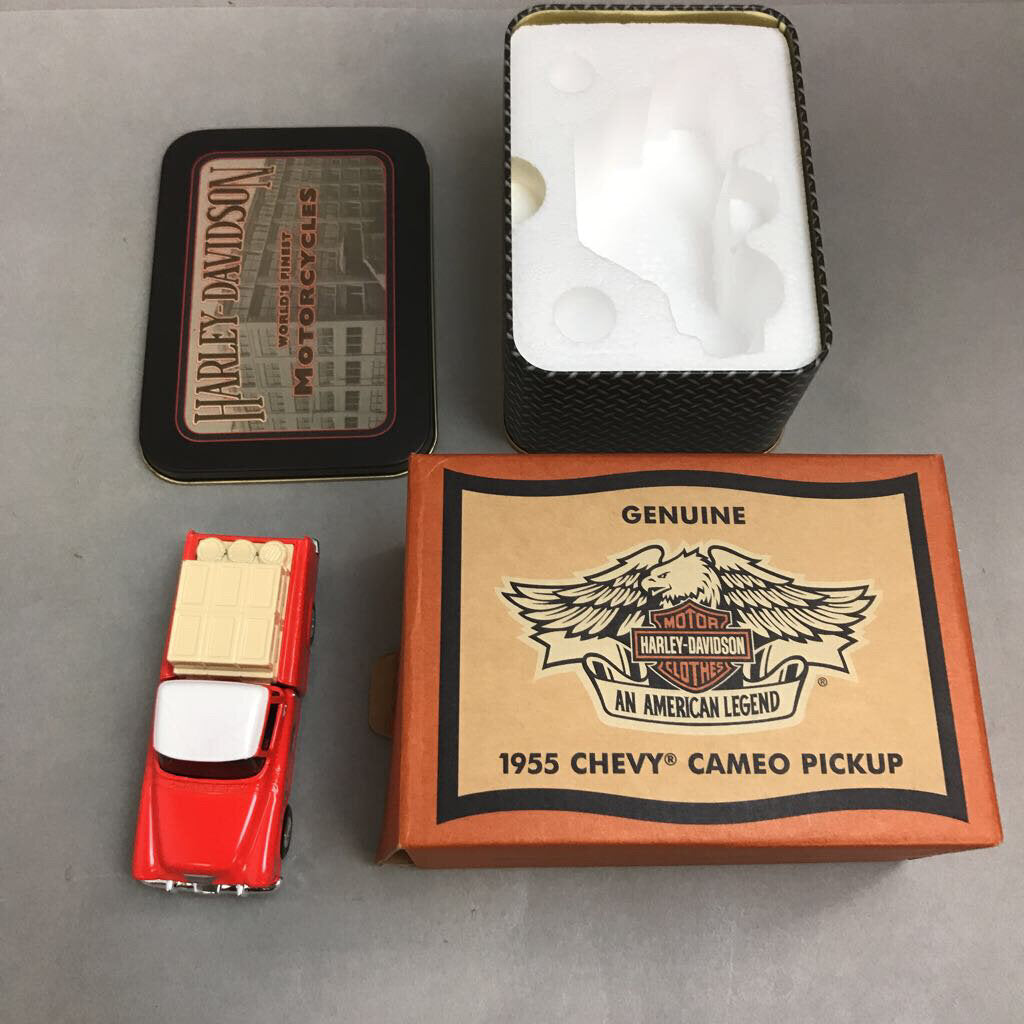 HARLEY-DAVIDSON
WORLD'S FINEST
MOTORCYCLES
GENUINE
MOTOR
HARLEY-DAVIDSON
CLOTHES
AN AMERICAN LEGEND
®
1955 CHEVY® CAMEO PICKUP